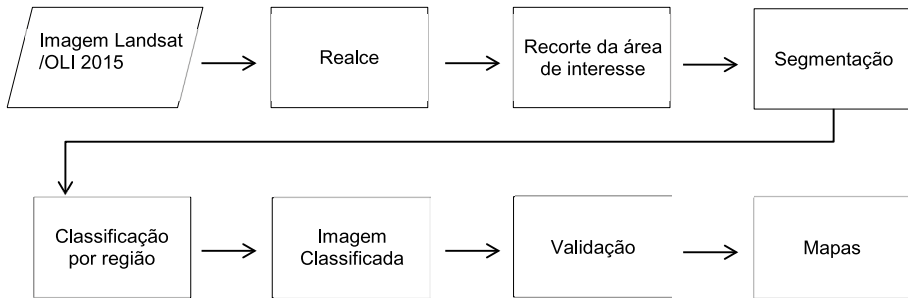 Imagem Landsat
/OLI 2015
Realce
Recorte da área
de interesse
Segmentação
Classificação
por região
Imagem
Classificada
Validação
Mapas